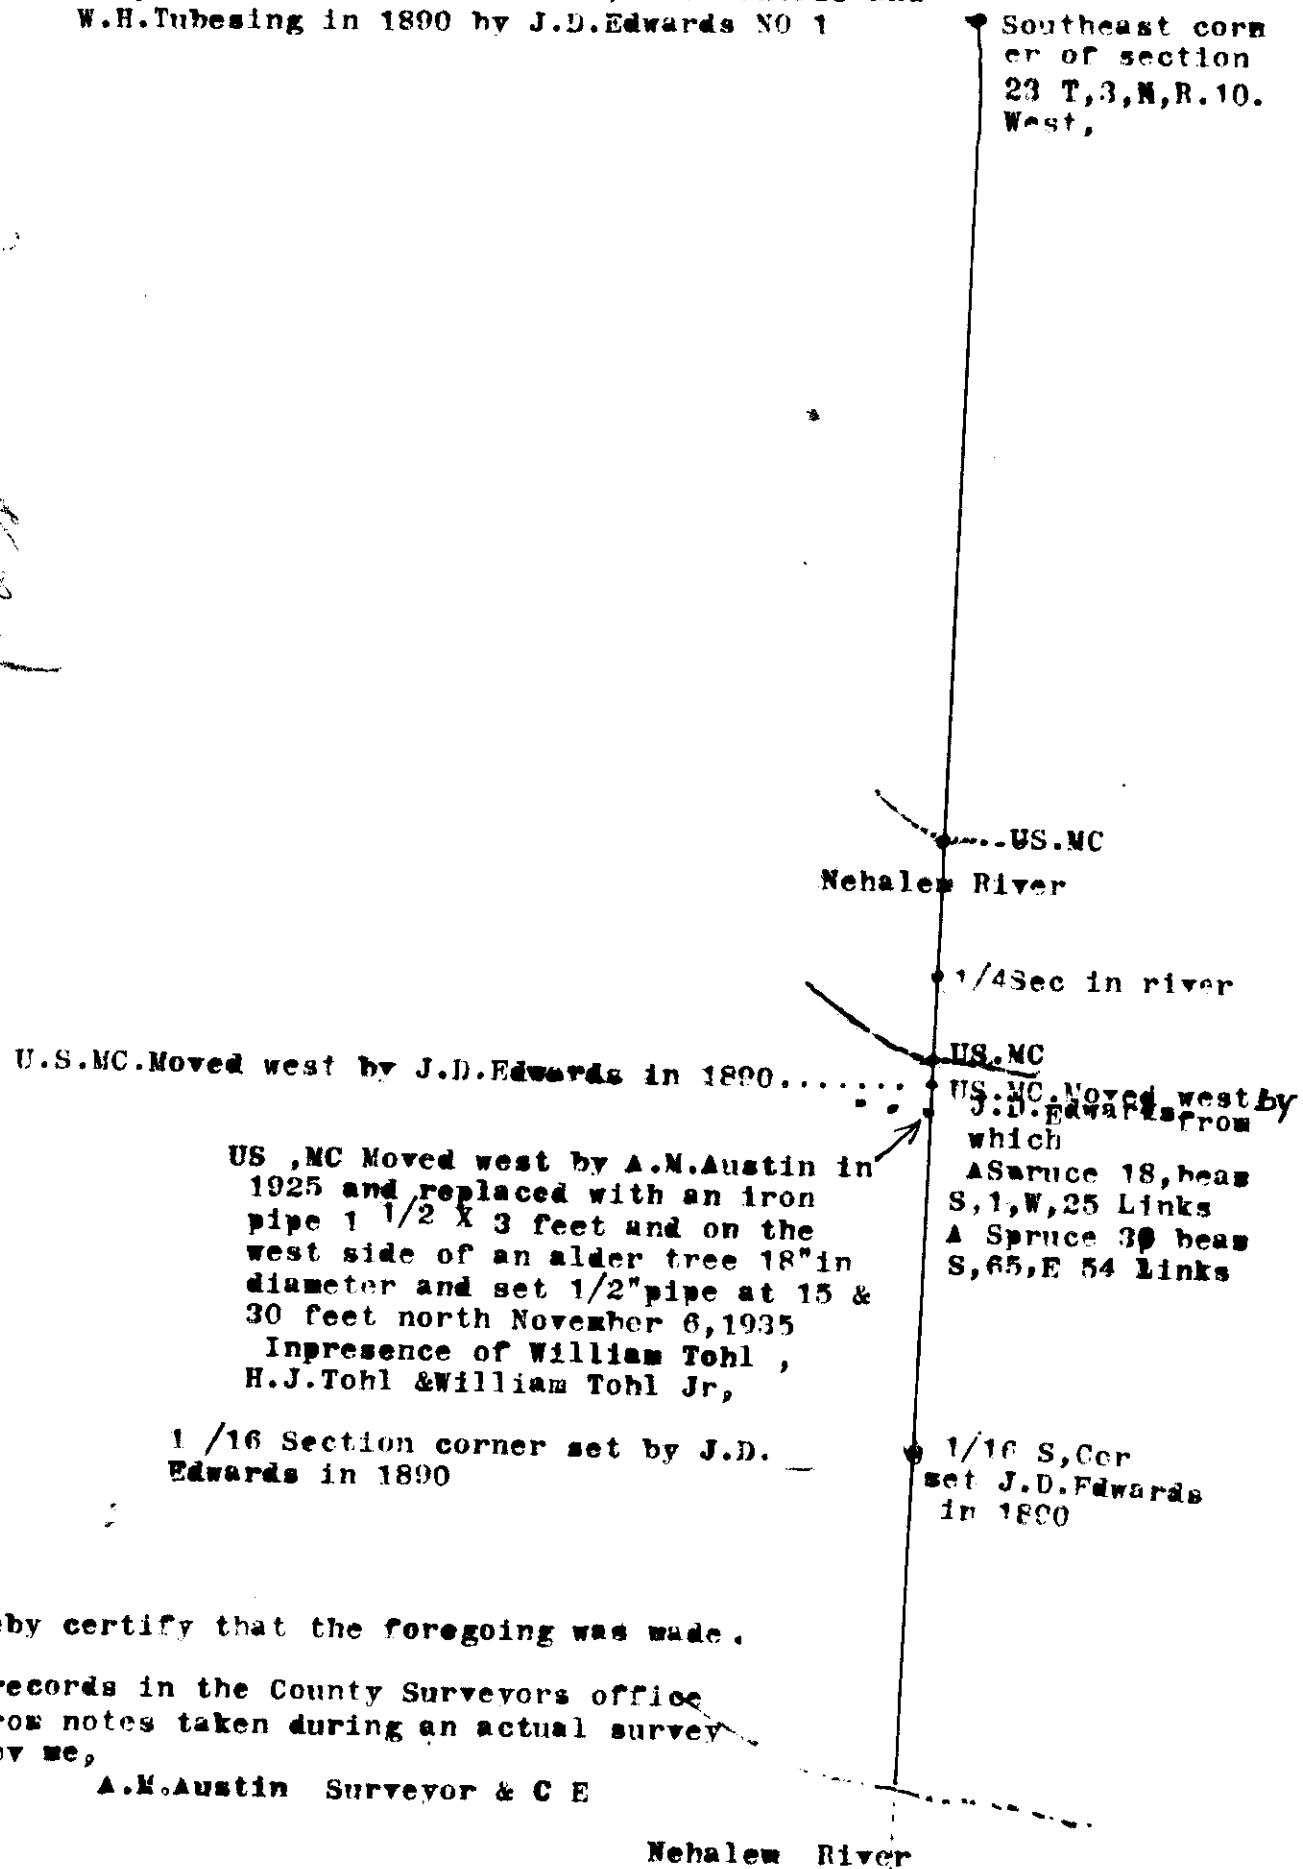 W.H.Tubesing in 1890 by J.D.Edwards NO 1
Southeast corn
er of section
23 T,3,N,R.10.
West,
US.MC
Nehalem River
1/4Sec in river
US.MC
U.S.MC.Moved west by J.D.Edwards in 1890.......
US.MC.Moved west by
J.D.Edwards from
which
ASaruce 18,beas
S,1,W,25 Links
A Spruce 30 beas
S,65,E 54 Links
US ,MC Moved west by A.M.Austin in
1925 and replaced with an iron
pipe 1 1/2 X 3 feet and on the
west side of an alder tree 18"in
diameter and set 1/2"pipe at 15 &
30 feet north November 6,1935
Inpresence of William Tohl ,
H.J.Tohl &William Tohl Jr,
1 /16 Section corner set by J.D.
Edwards in 1890
1/16 S,Cor
set J.D.Edwards
in 1890
eby certify that the foregoing was made.
records in the County Surveyors office
rom notes taken during an actual survey
by me,
A.M.Austin Surveyor & C E
Nehalem River